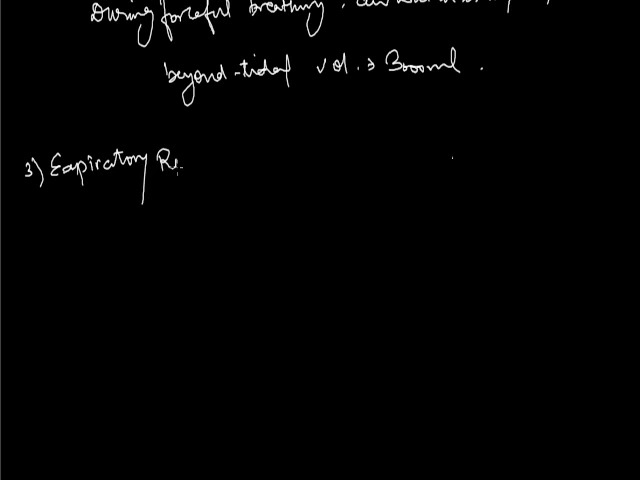 During forceful breathing,
beyond tidal vol. → 3000ml.
3) Expiratory Re